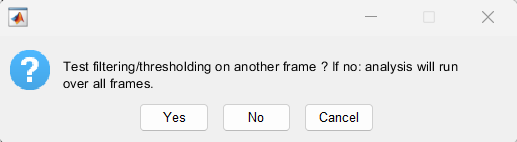 Test filtering/thresholding on another frame ? If no: analysis will run
over all frames.
Yes No Cancel